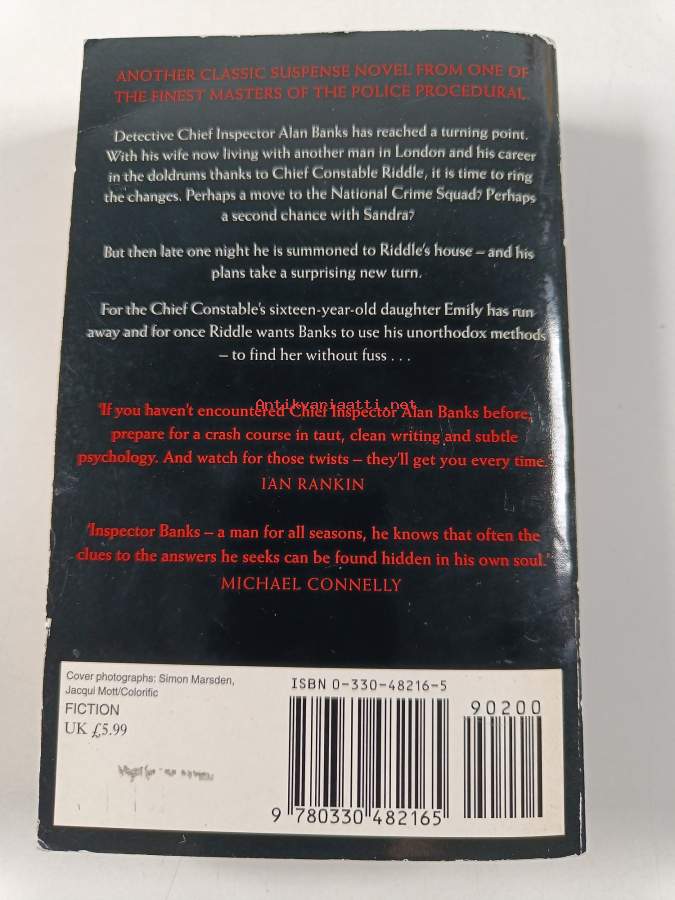 ANOTHER CLASSIC SUSPENSE NOVEL FROM ONE OF
THE FINEST MASTERS OF THE POLICE PROCEDURAL
Detective Chief Inspector Alan Banks has reached a turning point.
With his wife now living with another man in London and his career
in the doldrums thanks to Chief Constable Riddle, it is time to ring
the changes. Perhaps a move to the National Crime Squad? Perhaps
a second chance with Sandra?
But then late one night he is summoned to Riddle's house – and his
plans take a surprising new turn.
For the Chief Constable's sixteen-year-old daughter Emily has run
away and for once Riddle wants Banks to use his unorthodox methods
– to find her without fuss . . .
Antikvariaatti.net
'If you haven't encountered Chief Inspector Alan Banks before,
prepare for a crash course in taut, clean writing and subtle
psychology. And watch for those twists – they'll get you every time.'
IAN RANKIN
'Inspector Banks – a man for all seasons, he knows that often the
clues to the answers he seeks can be found hidden in his own soul.'
MICHAEL CONNELLY
Cover photographs: Simon Marsden,
Jacqui Mott/Colorific
FICTION
UK £5.99
ISBN 0-330-48216-5
90200
9 780330 482165